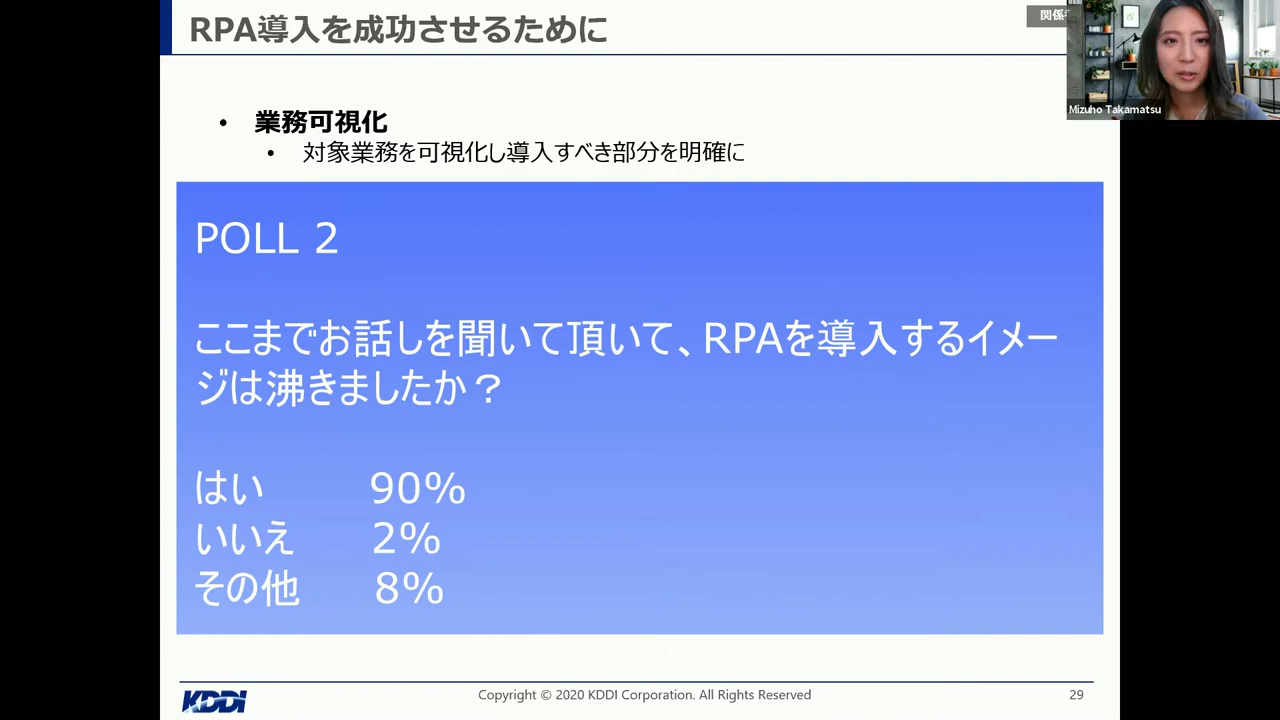 RPA導入を成功させるために
関係
Mizuho Takamatsu
• 業務可視化
• 対象業務を可視化し導入すべき部分を明確に
POLL 2
ここまでお話しを聞いて頂いて、RPAを導入するイメー
ジは沸きましたか？
はい 90%
いいえ 2%
その他 8%
KDDI
Copyright © 2020 KDDI Corporation. All Rights Reserved
29